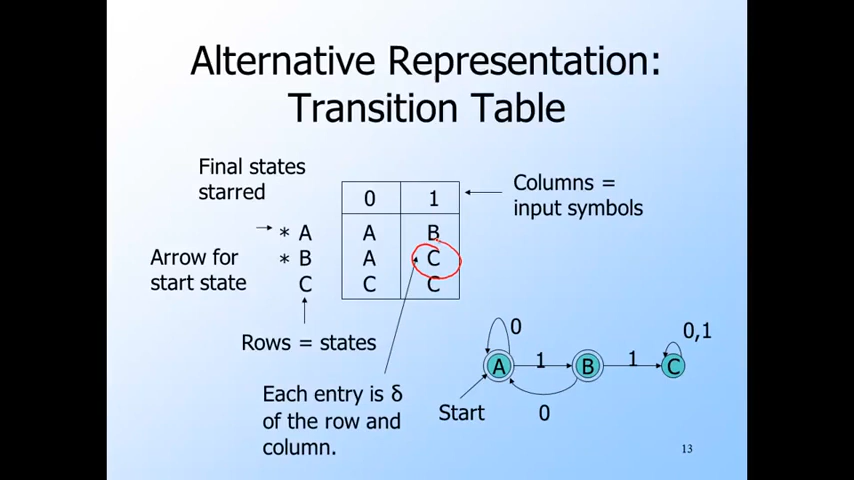 Alternative Representation:
Transition Table
Final states
starred
0 1
Columns =
input symbols
* A A B
Arrow for
start state
* B A C
C C C
Rows = states
Each entry is δ
of the row and
column.
0
0,1
A 1 B 1 C
Start
0
13